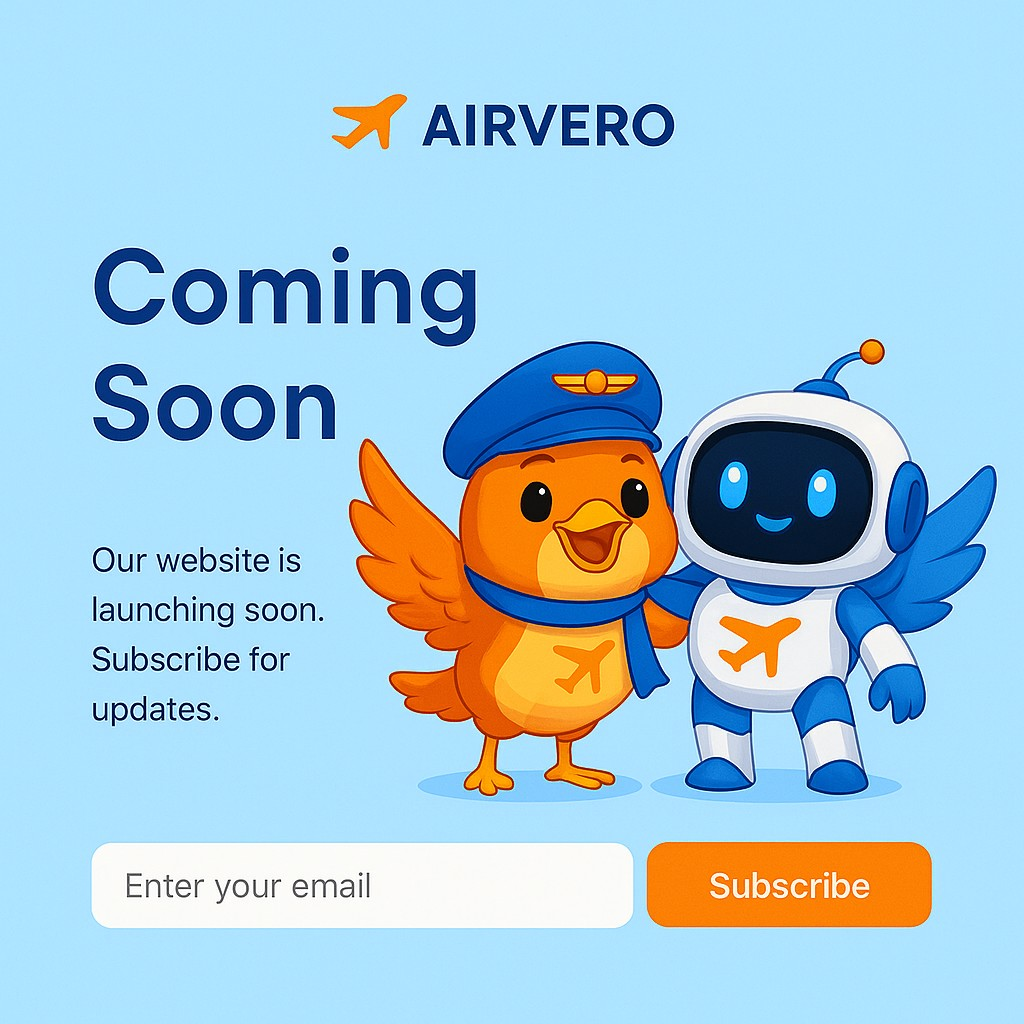 AIRVERO
Coming
Soon
Our website is
launching soon.
Subscribe for
updates.
Enter your email
Subscribe